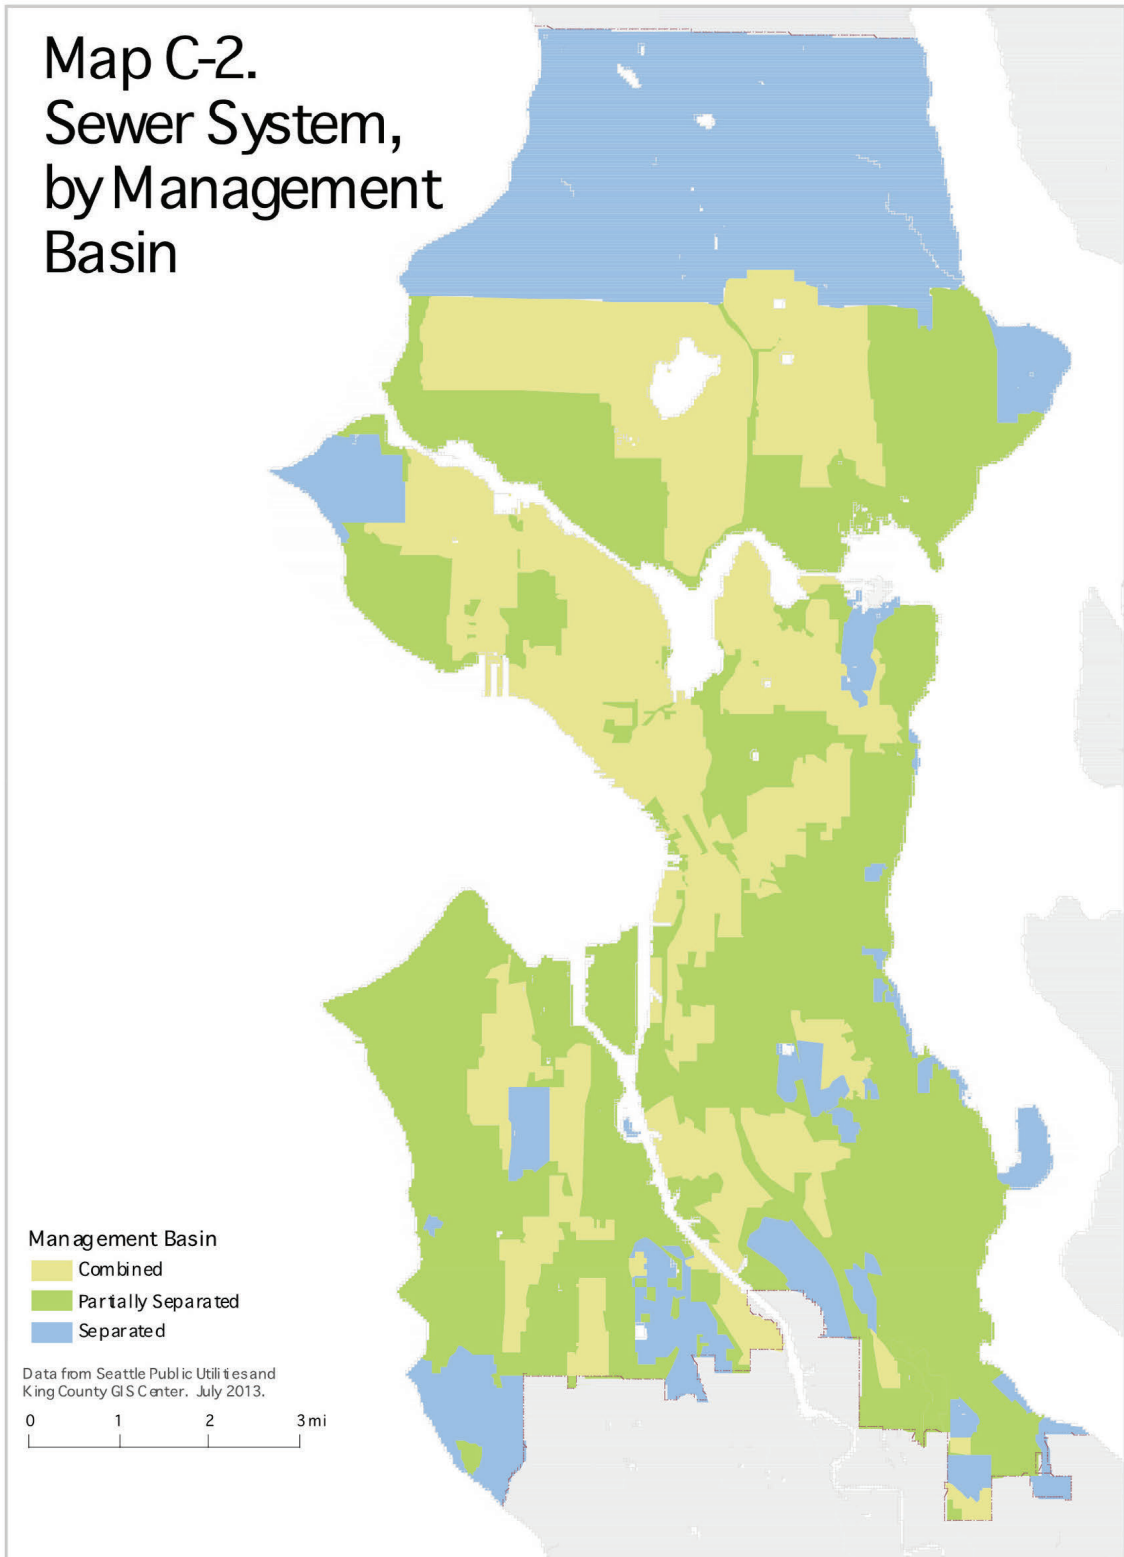 Map C-2.
Sewer System,
by Management
Basin
Management Basin
Combined
Partially Separated
Separated
Data from Seattle Public Utilities and
King County GIS Center. July 2013.
0 1 2 3 mi